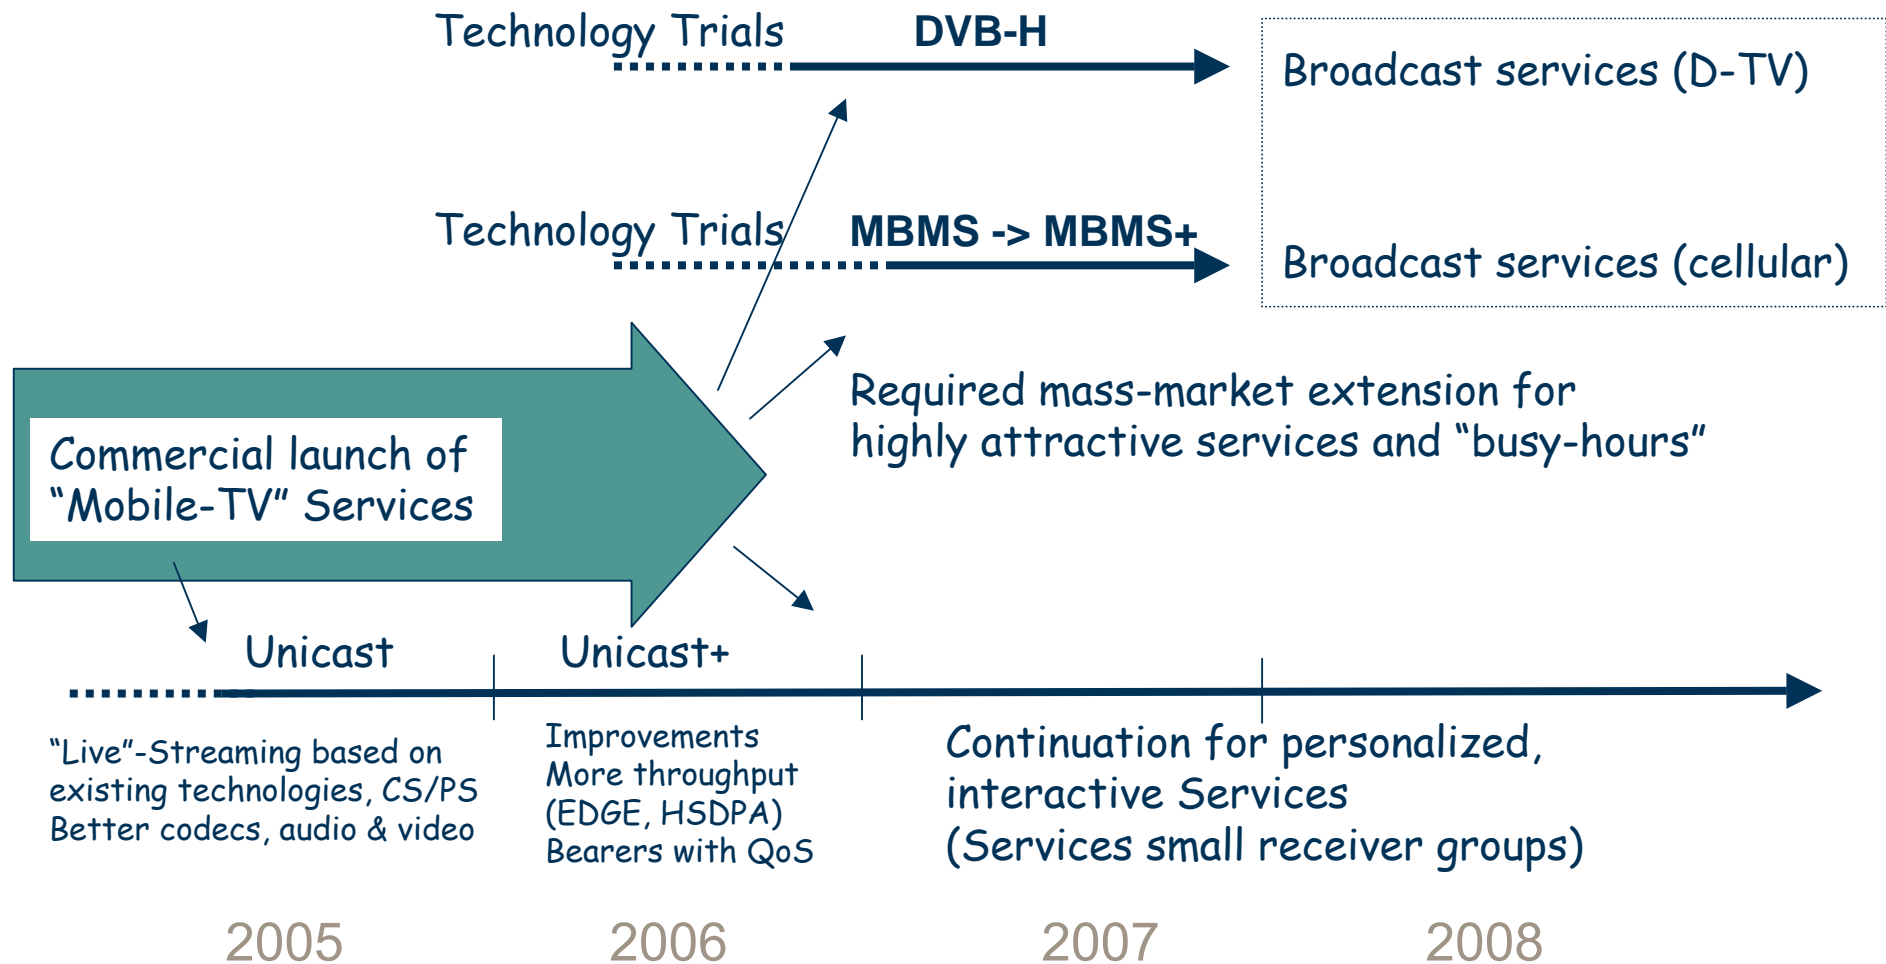 Technology Trials DVB-H
Broadcast services (D-TV)
Technology Trials MBMS -> MBMS+
Broadcast services (cellular)
Required mass-market extension for
highly attractive services and “busy-hours”
Commercial launch of
“Mobile-TV” Services
Unicast
Unicast+
“Live”-Streaming based on
existing technologies, CS/PS
Better codecs, audio & video
Improvements
More throughput
(EDGE, HSDPA)
Bearers with QoS
Continuation for personalized,
interactive Services
(Services small receiver groups)
2005
2006
2007
2008